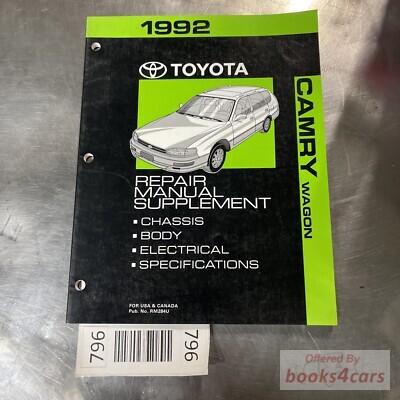 1992
TOYOTA
CAMRY WAGON
REPAIR
MANUAL
SUPPLEMENT
▪ CHASSIS
▪ BODY
▪ ELECTRICAL
▪ SPECIFICATIONS
FOR USA & CANADA
Pub. No. RM284U
796
796
Offered By
books4cars